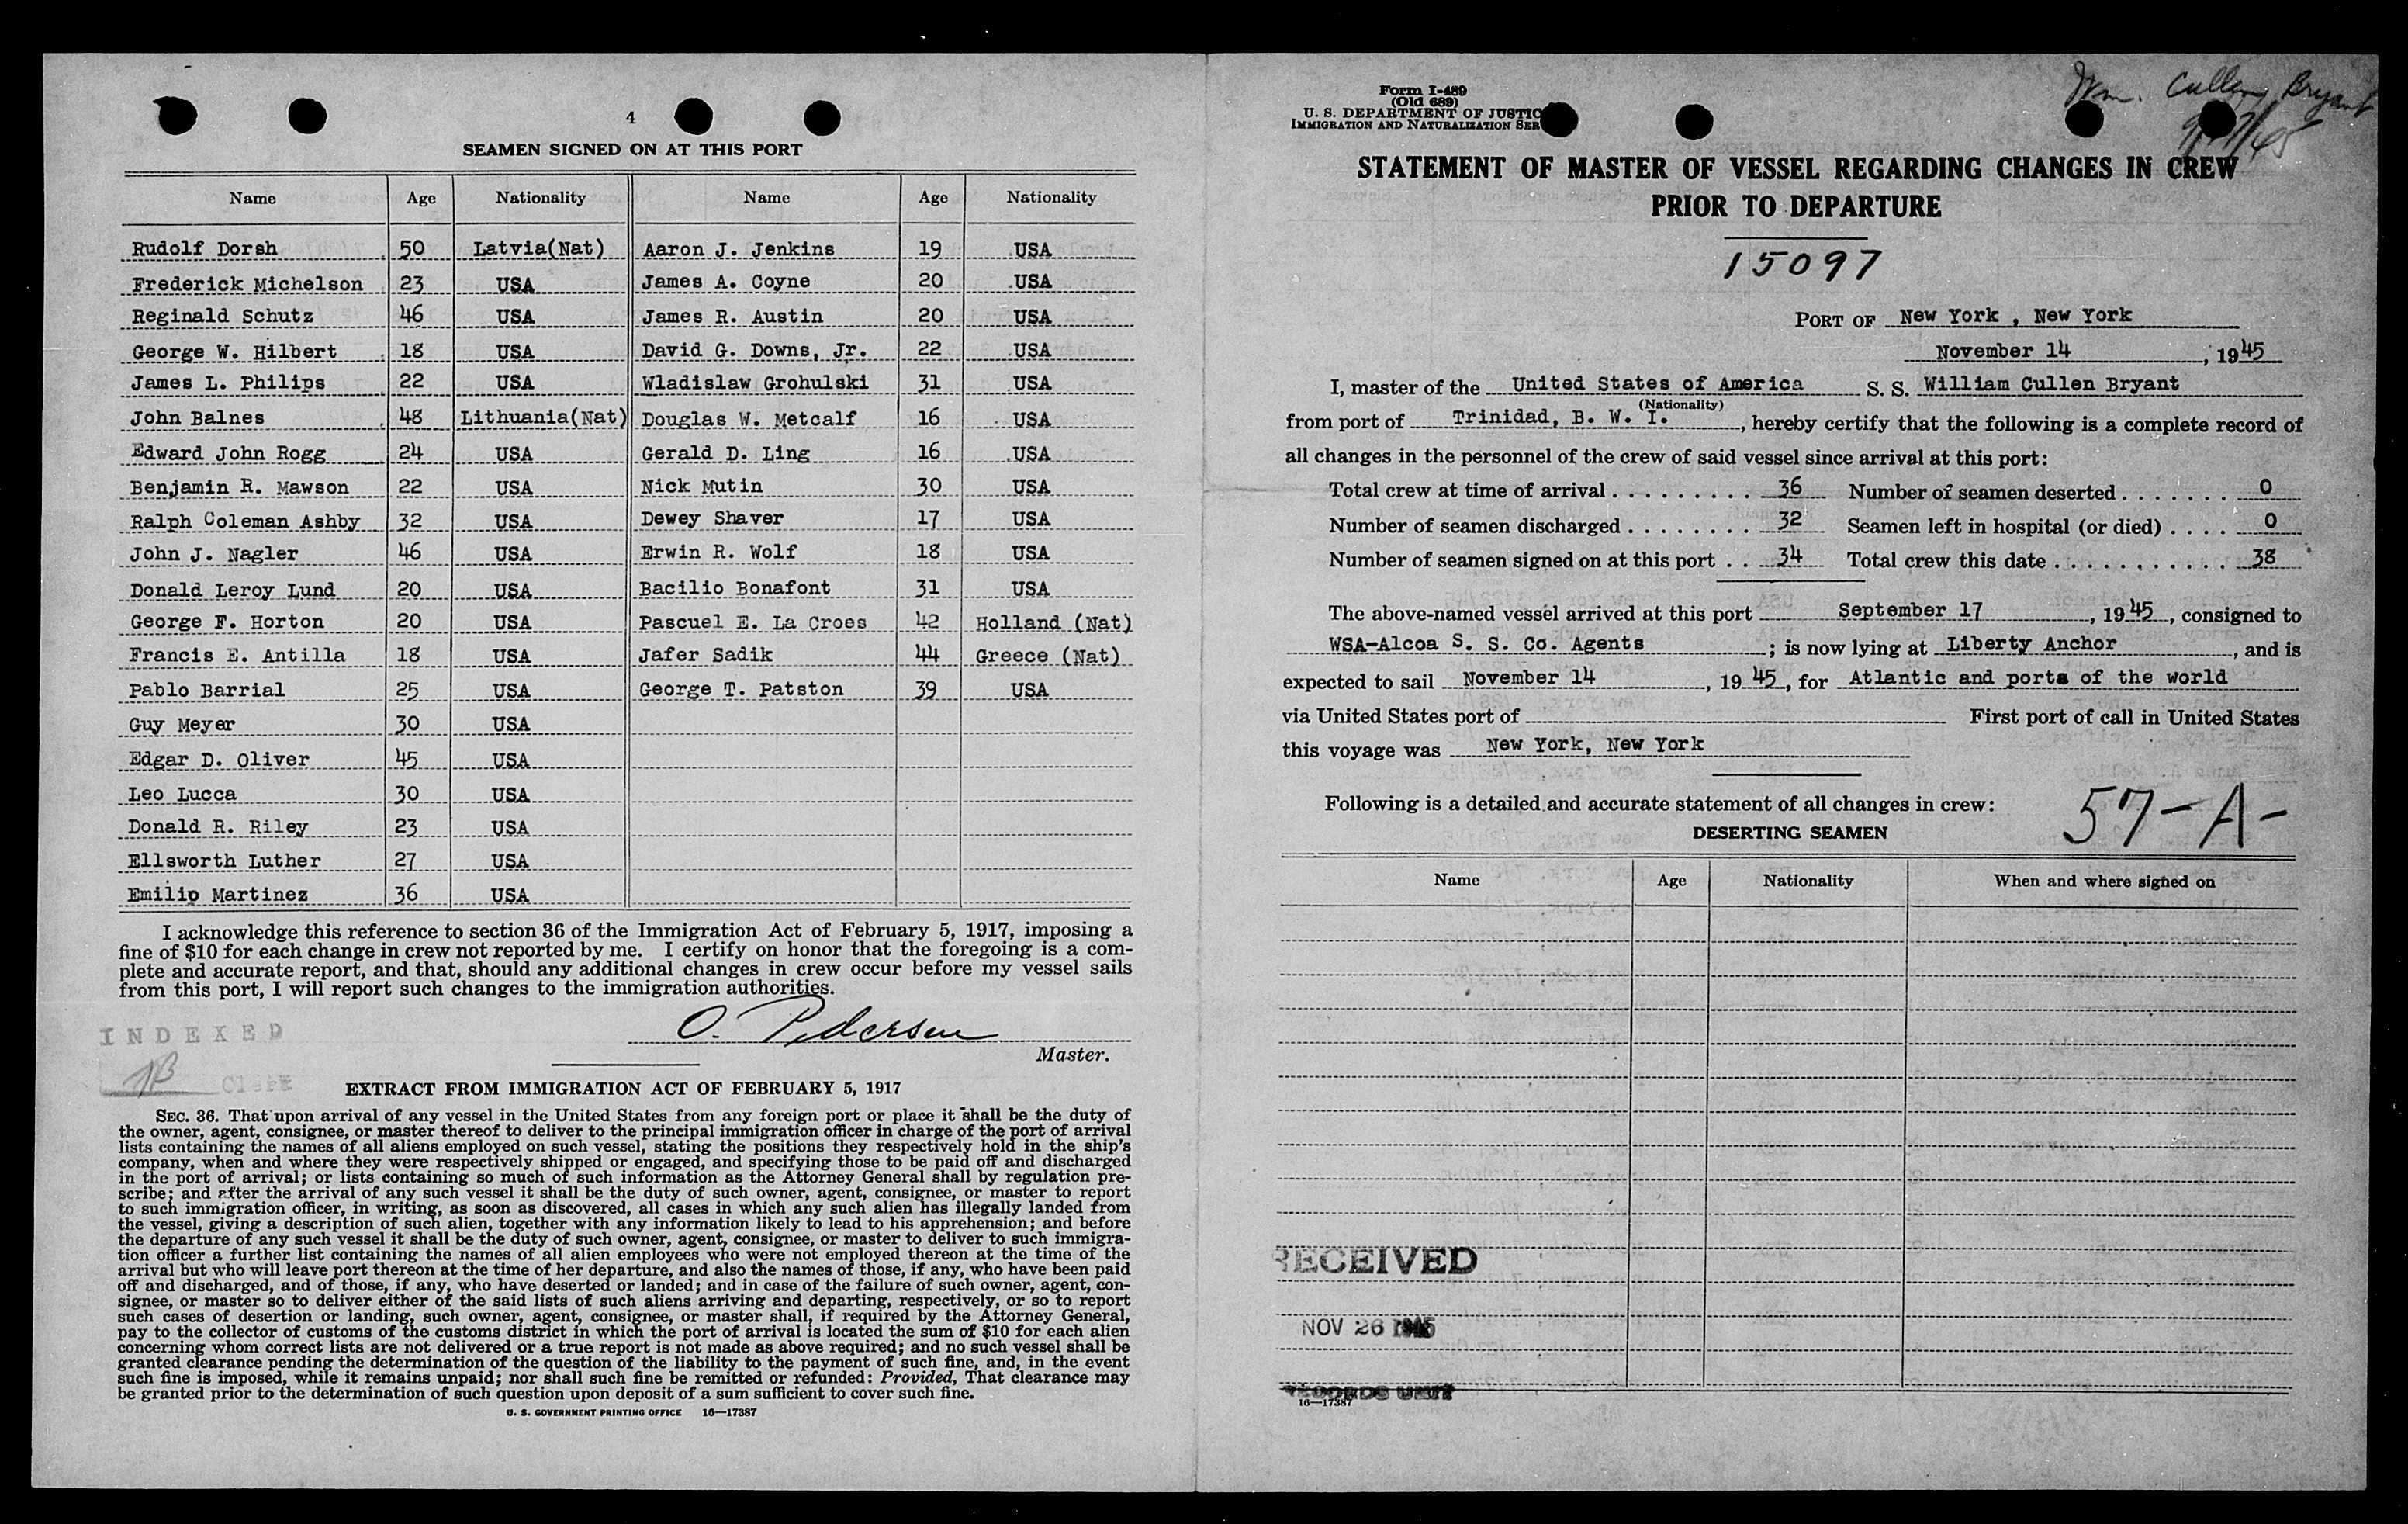 4
SEAMEN SIGNED ON AT THIS PORT
Name Age Nationality Name Age Nationality
Rudolf Dorsh 50 Latvia(Nat) Aaron J. Jenkins 19 USA
Frederick Michelson 23 USA James A. Coyne 20 USA
Reginald Schutz 46 USA James R. Austin 20 USA
George W. Hilbert 18 USA David G. Downs, Jr. 22 USA
James L. Philips 22 USA Wladislaw Grohulski 31 USA
John Balnes 48 Lithuania(Nat) Douglas W. Metcalf 16 USA
Edward John Rogg 24 USA Gerald D. Ling 16 USA
Benjamin R. Mawson 22 USA Nick Mutin 30 USA
Ralph Coleman Ashby 32 USA Dewey Shaver 17 USA
John J. Nagler 46 USA Erwin R. Wolf 18 USA
Donald Leroy Lund 20 USA Bacilio Bonafont 31 USA
George F. Horton 20 USA Pascuel E. La Croes 42 Holland (Nat)
Francis E. Antilla 18 USA Jafer Sadik 44 Greece (Nat)
Pablo Barrial 25 USA George T. Patston 39 USA
Guy Meyer 30 USA
Edgar D. Oliver 45 USA
Leo Lucca 30 USA
Donald R. Riley 23 USA
Ellsworth Luther 27 USA
Emilio Martinez 36 USA
I acknowledge this reference to section 36 of the Immigration Act of February 5, 1917, imposing a
fine of $10 for each change in crew not reported by me. I certify on honor that the foregoing is a com-
plete and accurate report, and that, should any additional changes in crew occur before my vessel sails
from this port, I will report such changes to the immigration authorities.
O. Pedersen
Master.
INDEXED
Clerk
EXTRACT FROM IMMIGRATION ACT OF FEBRUARY 5, 1917
SEC. 36. That upon arrival of any vessel in the United States from any foreign port or place it shall be the duty of
the owner, agent, consignee, or master thereof to deliver to the principal immigration officer in charge of the port of arrival
lists containing the names of all aliens employed on such vessel, stating the positions they respectively hold in the ship's
company, when and where they were respectively shipped or engaged, and specifying those to be paid off and discharged
in the port of arrival; or lists containing so much of such information as the Attorney General shall by regulation pre-
scribe; and after the arrival of any such vessel it shall be the duty of such owner, agent, consignee, or master to report
to such immigration officer, in writing, as soon as discovered, all cases in which any such alien has illegally landed from
the vessel, giving a description of such alien, together with any information likely to lead to his apprehension; and before
the departure of any such vessel it shall be the duty of such owner, agent, consignee, or master to deliver to such immigra-
tion officer a further list containing the names of all alien employees who were not employed thereon at the time of the
arrival but who will leave port thereon at the time of her departure, and also the names of those, if any, who have been paid
off and discharged, and of those, if any, who have deserted or landed; and in case of the failure of such owner, agent, con-
signee, or master so to deliver either of the said lists of such aliens arriving and departing, respectively, or so to report
such cases of desertion or landing, such owner, agent, consignee, or master shall, if required by the Attorney General,
pay to the collector of customs of the customs district in which the port of arrival is located the sum of $10 for each alien
concerning whom correct lists are not delivered or a true report is not made as above required; and no such vessel shall be
granted clearance pending the determination of the question of the liability to the payment of such fine, and, in the event
such fine is imposed, while it remains unpaid; nor shall such fine be remitted or refunded: Provided, That clearance may
be granted prior to the determination of such question upon deposit of a sum sufficient to cover such fine.
U. S. GOVERNMENT PRINTING OFFICE 16—17387
Form I-489
(Old 689)
U. S. DEPARTMENT OF JUSTIC
IMMIGRATION AND NATURALIZATION SER
Wm. Cullen Bryant
STATEMENT OF MASTER OF VESSEL REGARDING CHANGES IN CREW
PRIOR TO DEPARTURE
15097
PORT OF New York , New York
November 14, 1945
I, master of the United States of America S. S. William Cullen Bryant
(Nationality)
from port of Trinidad, B. W. I., hereby certify that the following is a complete record of
all changes in the personnel of the crew of said vessel since arrival at this port:
Total crew at time of arrival . . . . . . . . . . 36 Number of seamen deserted . . . . . . . 0
Number of seamen discharged . . . . . . . . 32 Seamen left in hospital (or died) . . . . 0
Number of seamen signed on at this port . . 34 Total crew this date . . . . . . . . . . . . 38
The above-named vessel arrived at this port September 17, 1945, consigned to
WSA-Alcoa S. S. Co. Agents; is now lying at Liberty Anchor, and is
expected to sail November 14, 1945, for Atlantic and ports of the world
via United States port of First port of call in United States
this voyage was New York, New York
Following is a detailed and accurate statement of all changes in crew:
57-A-
DESERTING SEAMEN
Name Age Nationality When and where signed on
RECEIVED
NOV 26 1945
RECORDS UNIT
16—17387